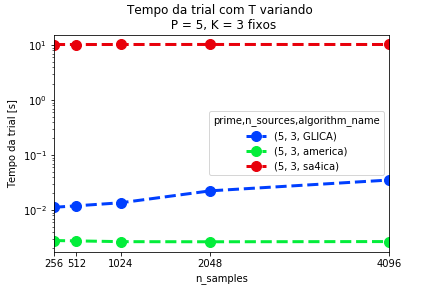 Tempo da trial com T variando
P = 5, K = 3 fixos
Tempo da trial [s]
10¹
10⁰
10⁻¹
10⁻²
prime,n_sources,algorithm_name
(5, 3, GLICA)
(5, 3, america)
(5, 3, sa4ica)
256 512 1024 2048 4096
n_samples